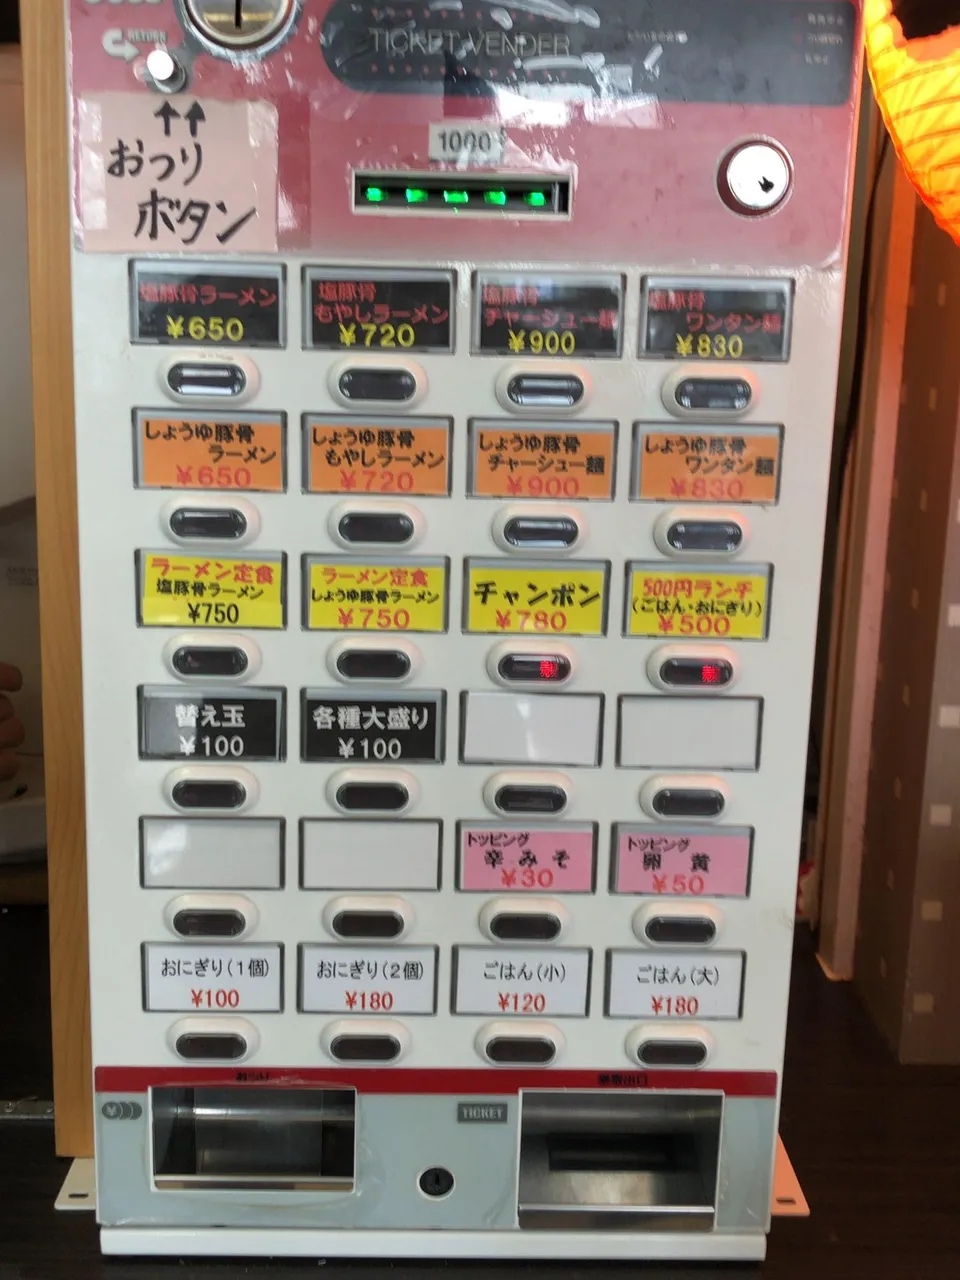 RETURN
TICKET VENDER
1000
おつり
ボタン
塩豚骨ラーメン
¥650
塩豚骨
もやしラーメン
¥720
塩豚骨
チャーシュー麺
¥900
塩豚骨
ワンタン麺
¥830
しょうゆ豚骨
ラーメン
¥650
しょうゆ豚骨
もやしラーメン
¥720
しょうゆ豚骨
チャーシュー麺
¥900
しょうゆ豚骨
ワンタン麺
¥830
ラーメン定食
塩豚骨ラーメン
¥750
ラーメン定食
しょうゆ豚骨ラーメン
¥750
チャンポン
¥780
500円ランチ
(ごはん・おにぎり)
¥500
替え玉
¥100
各種大盛り
¥100
トッピング
辛みそ
¥30
トッピング
卵黄
¥50
おにぎり(1個)
¥100
おにぎり(2個)
¥180
ごはん(小)
¥120
ごはん(大)
¥180
TICKET